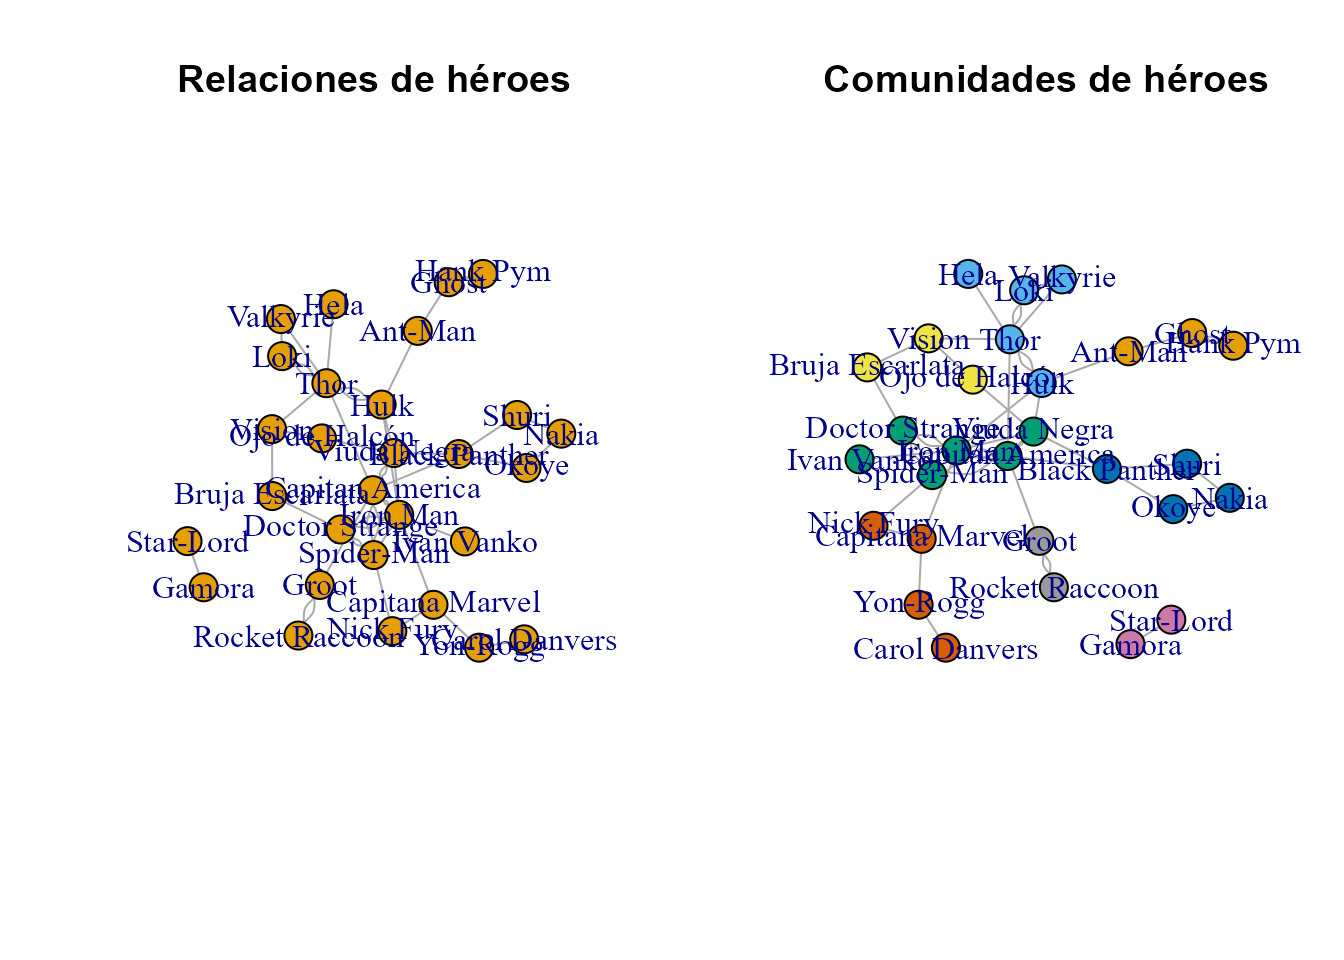 Relaciones de héroes
Hank Pym
Ghost
Hela
Valkyrie
Ant-Man
Loki
Thor
Hulk
Shuri
Vision
Ojo de Halcón
Nakia
Viuda Negra
Black Panther
Okoye
Capitan America
Bruja Escarlata
Iron Man
Doctor Strange
Star-Lord
Ivan Vanko
Spider-Man
Groot
Gamora
Capitana Marvel
Nick Fury
Rocket Raccoon
Carol Danvers
Yon-Rogg
Comunidades de héroes
Hela
Valkyrie
Loki
Ghost
Vision
Thor
Hank Pym
Ant-Man
Bruja Escarlata
Ojo de Halcón
Hulk
Doctor Strange
Viuda Negra
Iron Man
Capitan America
Ivan Vanko
Shuri
Black Panther
Spider-Man
Nakia
Okoye
Nick Fury
Capitana Marvel
Groot
Rocket Raccoon
Yon-Rogg
Star-Lord
Gamora
Carol Danvers